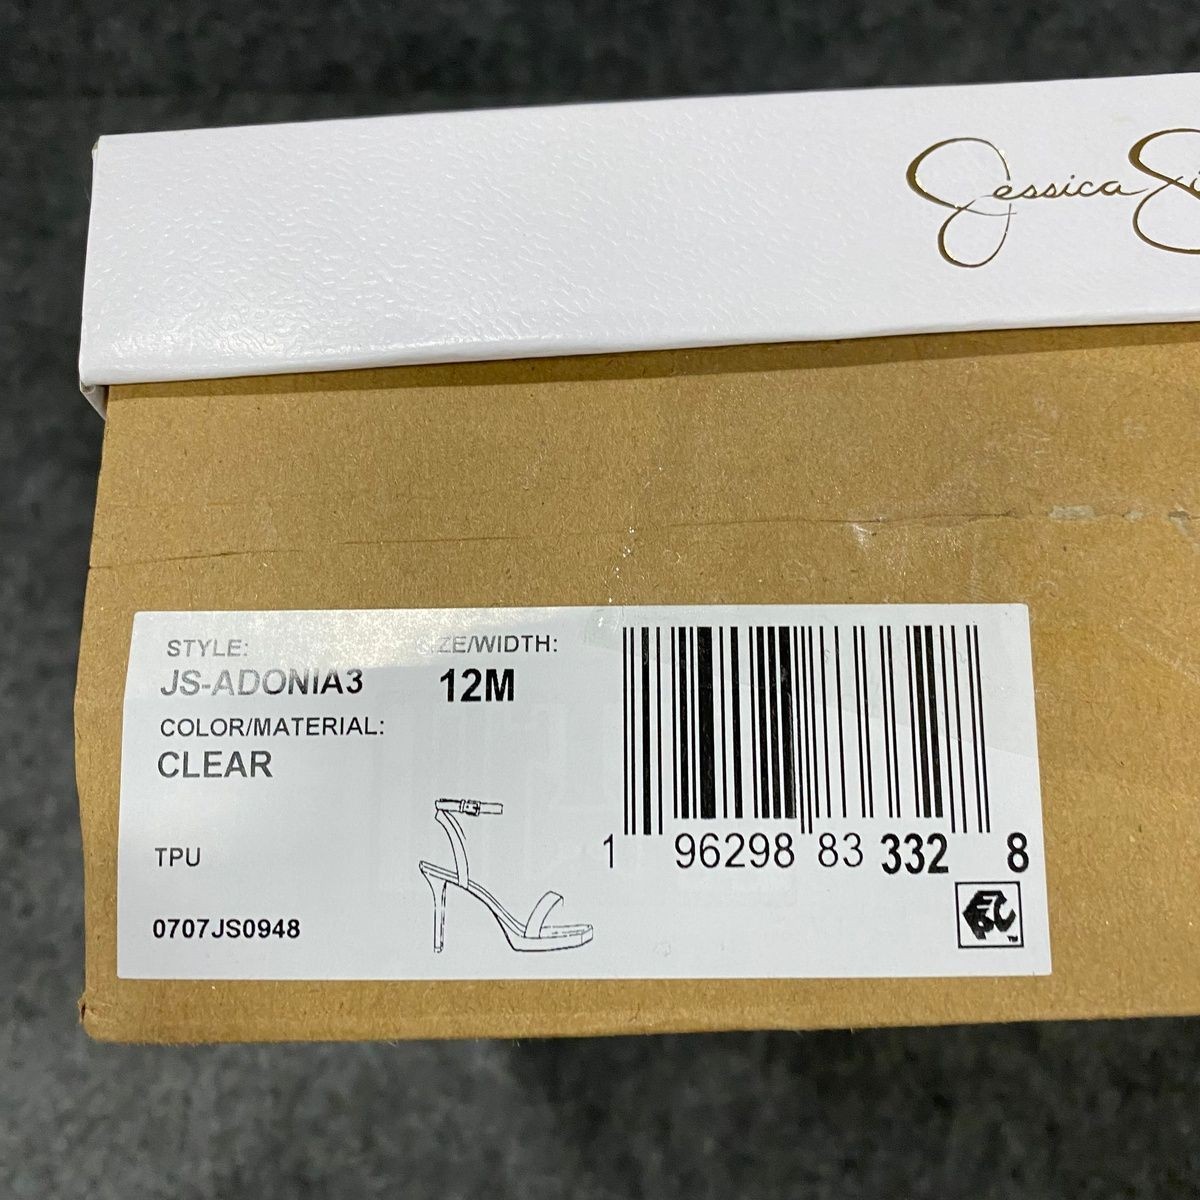 Jessica
STYLE: SIZE/WIDTH:
JS-ADONIA3 12M
COLOR/MATERIAL:
CLEAR
TPU
0707JS0948
1 96298 83 332 8